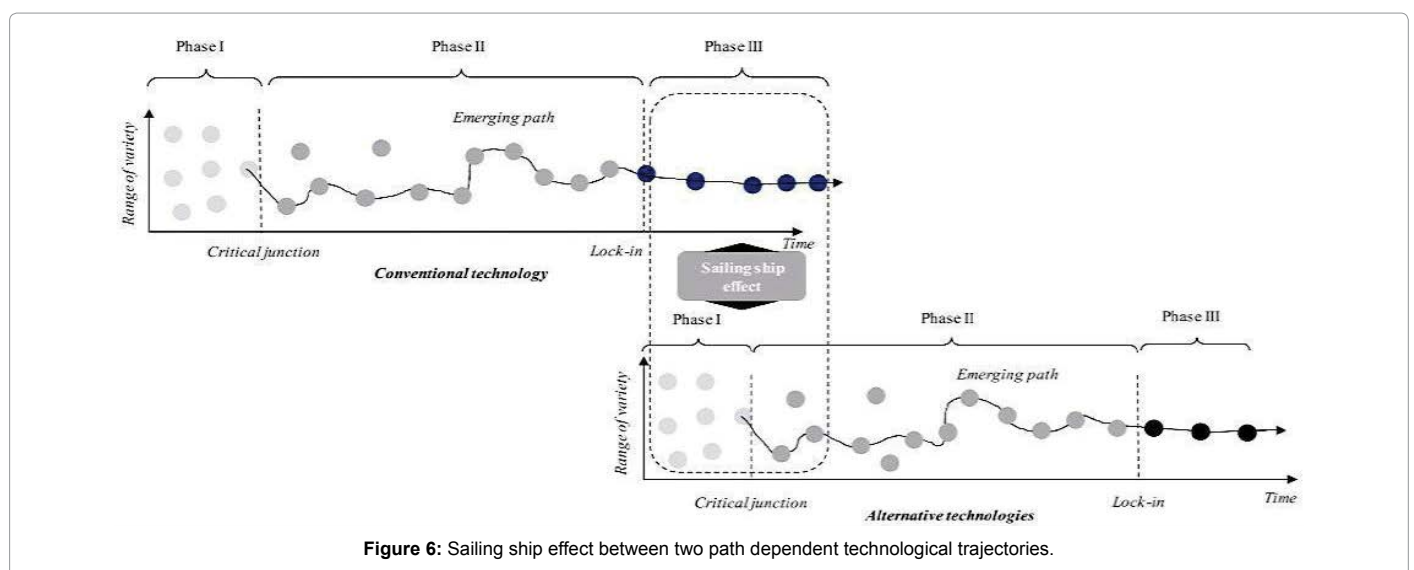 Phase I
Phase II
Phase III
Range of variety
Emerging path
Critical junction
Lock-in
Time
Conventional technology
Sailing ship
effect
Phase I
Phase II
Phase III
Range of variety
Emerging path
Critical junction
Lock-in
Time
Alternative technologies
Figure 6: Sailing ship effect between two path dependent technological trajectories.